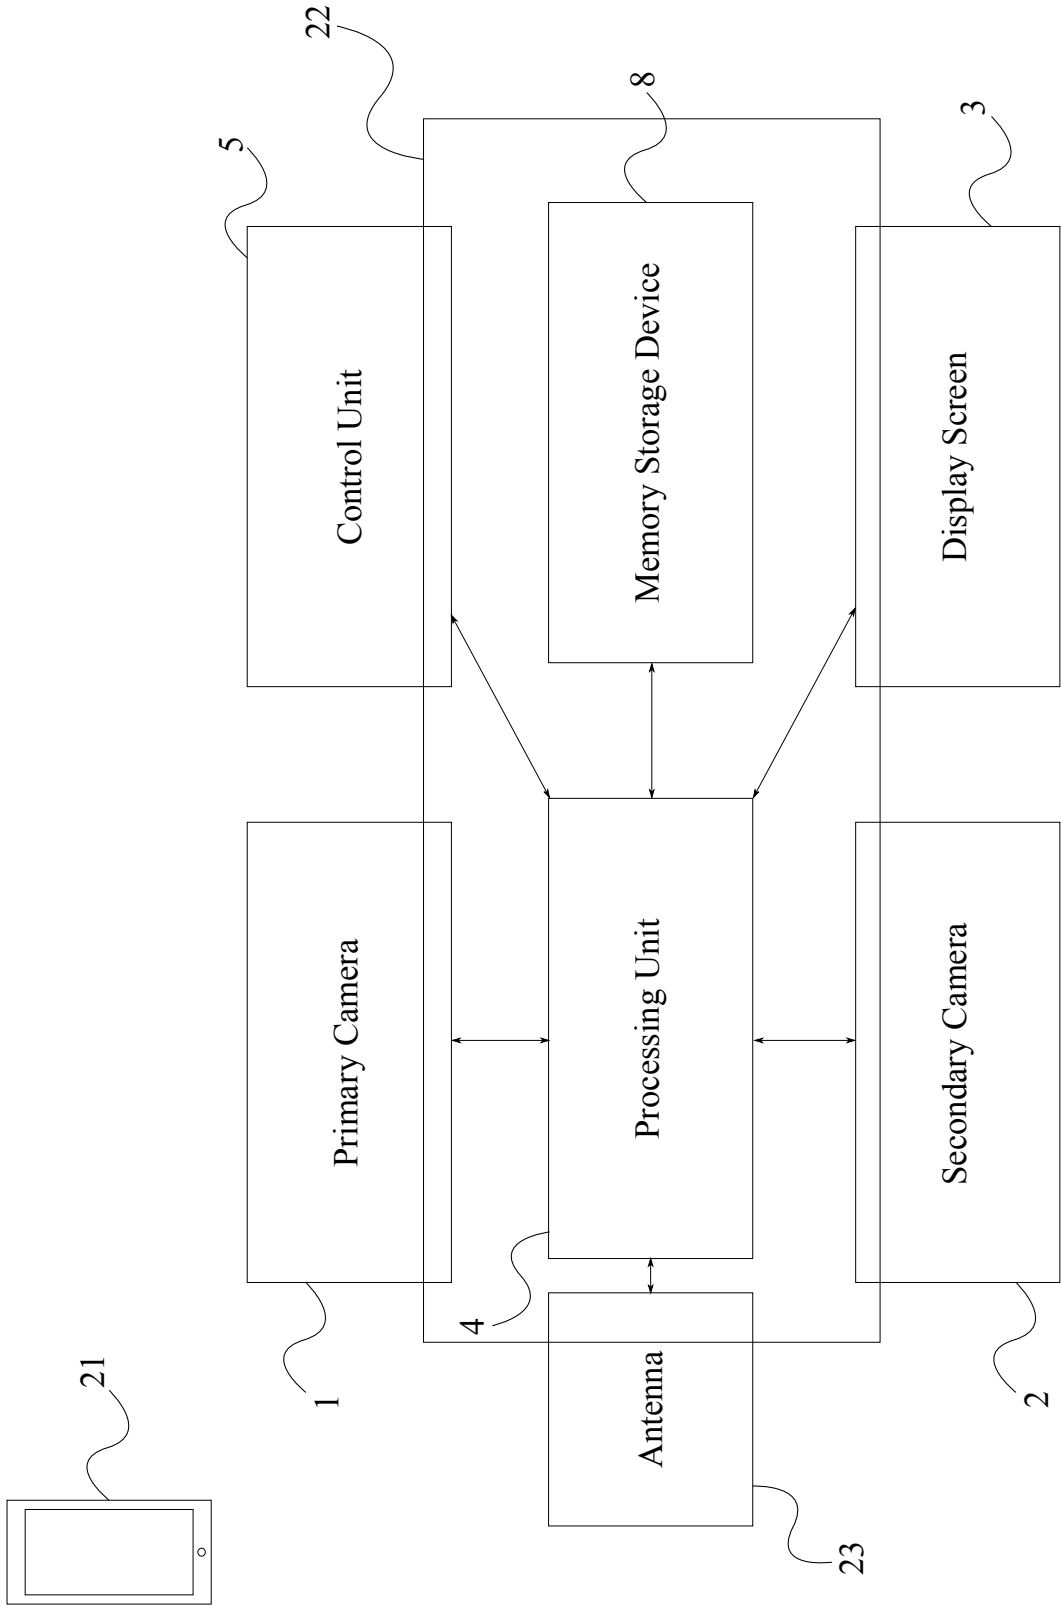 21
1
Primary Camera
5
Control Unit
22
4
Antenna
23
Processing Unit
Memory Storage Device
8
2
Secondary Camera
Display Screen
3